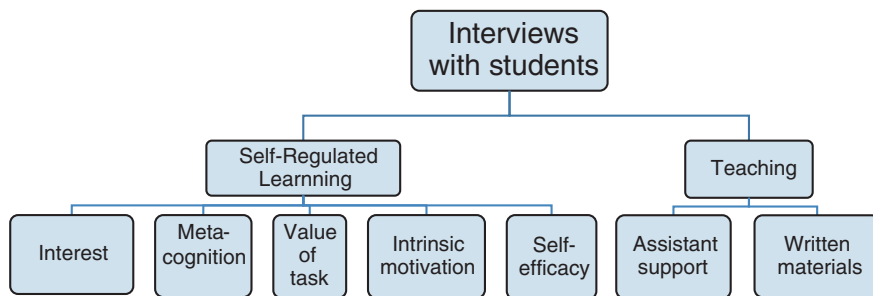 Interviews
with students
Self-Regulated
Learnning
Teaching
Interest
Meta-
cognition
Value
of
task
Intrinsic
motivation
Self-
efficacy
Assistant
support
Written
materials